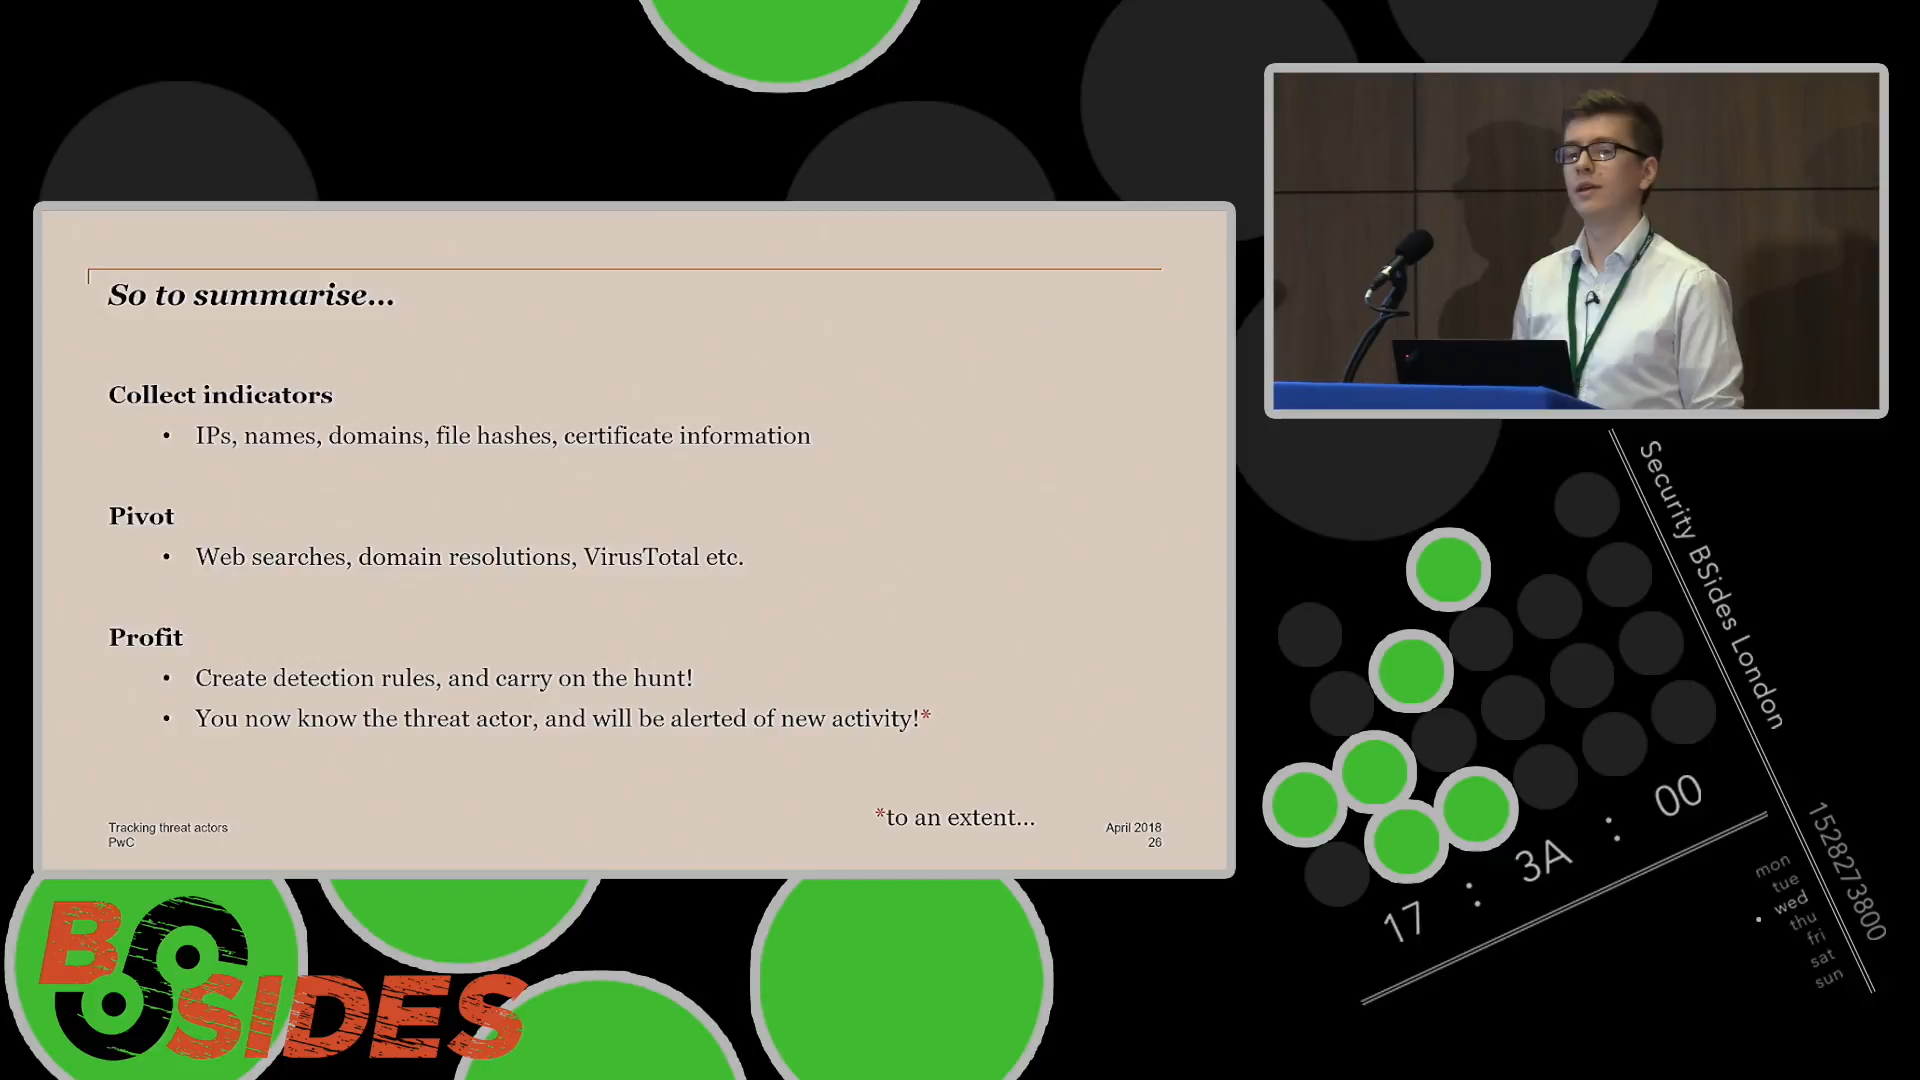 So to summarise...
Collect indicators
• IPs, names, domains, file hashes, certificate information
Pivot
• Web searches, domain resolutions, VirusTotal etc.
Profit
• Create detection rules, and carry on the hunt!
• You now know the threat actor, and will be alerted of new activity!*
*to an extent...
Tracking threat actors
PwC
April 2018
26
Security BSides London
17 : 3A : 00
1528273800
mon
tue
wed
thu
fri
sat
sun
BSIDES